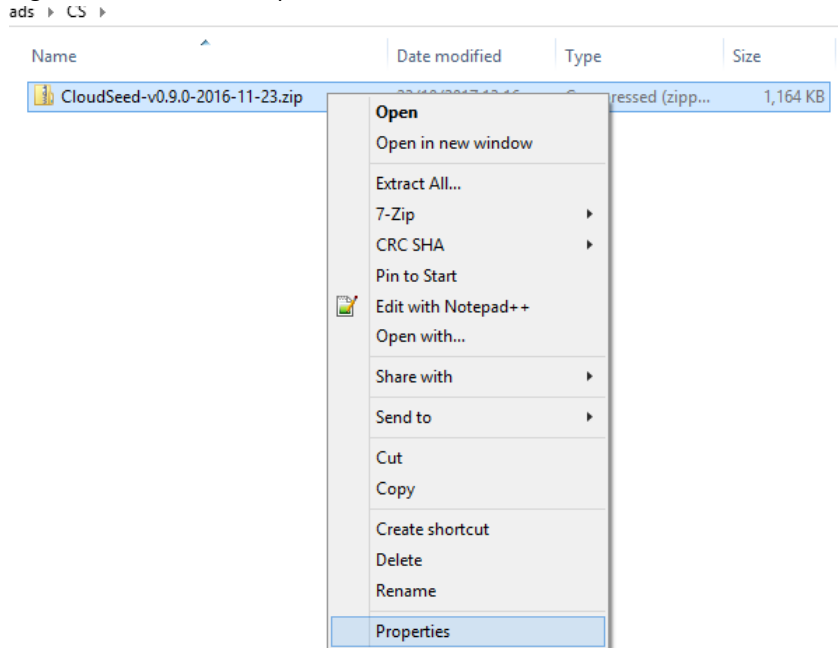 ads CS
Name Date modified Type Size
CloudSeed-v0.9.0-2016-11-23.zip ressed (zipp... 1,164 KB
Open
Open in new window
Extract All...
7-Zip
CRC SHA
Pin to Start
Edit with Notepad++
Open with...
Share with
Send to
Cut
Copy
Create shortcut
Delete
Rename
Properties